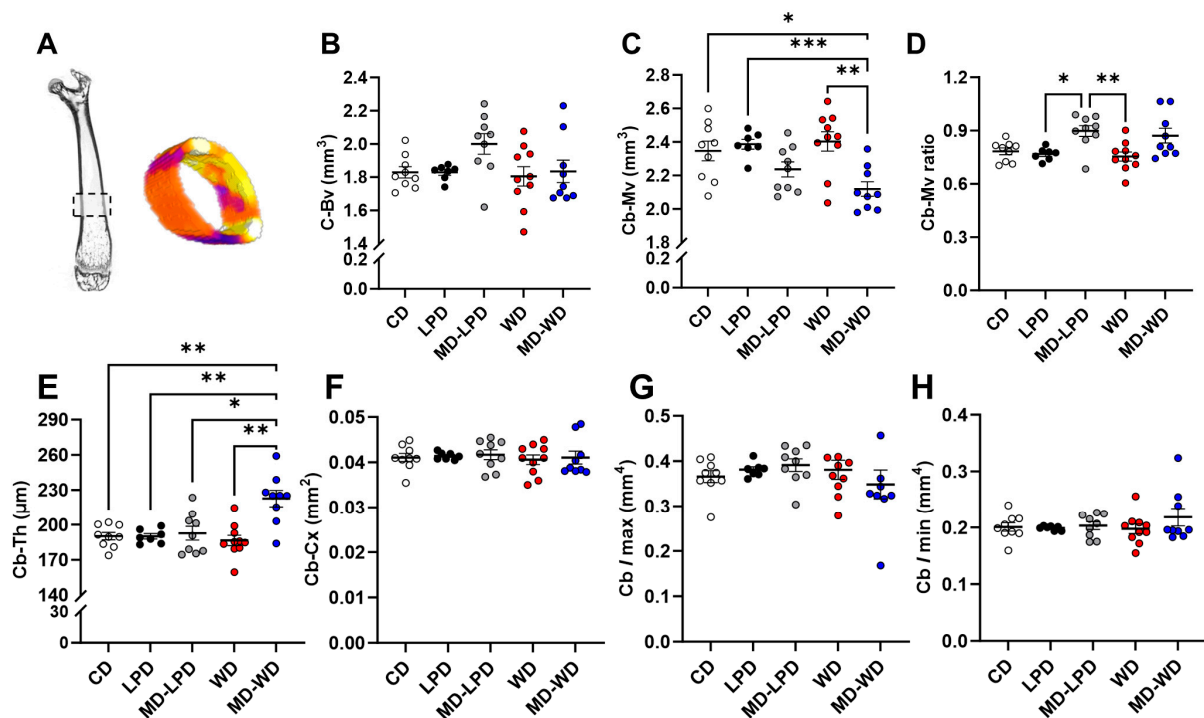 A
B
C-Bv (mm³)
2.4
2.2
2.0
1.8
1.6
1.4
0.2
0.0
CD
LPD
MD-LPD
WD
MD-WD
C
*
***
**
Cb-Mv (mm³)
2.8
2.6
2.4
2.2
2.0
1.8
0.2
0.0
CD
LPD
MD-LPD
WD
MD-WD
D
* **
Cb-Mv ratio
1.2
0.9
0.6
0.3
0.0
CD
LPD
MD-LPD
WD
MD-WD
E
**
**
*
**
Cb-Th (µm)
290
260
230
200
170
140
30
0
CD
LPD
MD-LPD
WD
MD-WD
F
Cb-Cx (mm²)
0.05
0.04
0.03
0.02
0.01
0.00
CD
LPD
MD-LPD
WD
MD-WD
G
Cb I max (mm⁴)
0.5
0.4
0.3
0.2
0.1
0.0
CD
LPD
MD-LPD
WD
MD-WD
H
Cb I min (mm⁴)
0.4
0.3
0.2
0.1
0.0
CD
LPD
MD-LPD
WD
MD-WD